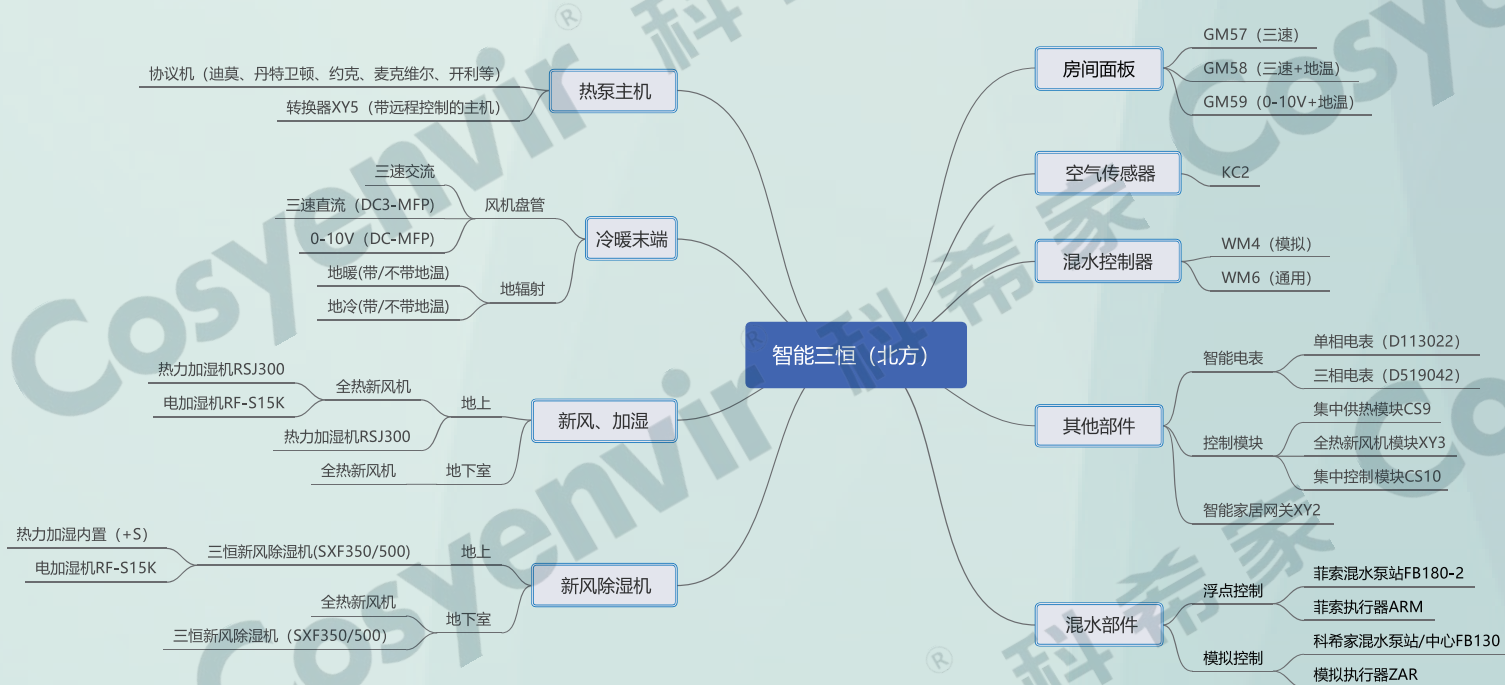 智能三恒（北方）
热泵主机
协议机（迪莫、丹特卫顿、约克、麦克维尔、开利等）
转换器XY5（带远程控制的主机）
冷暖末端
风机盘管
三速交流
三速直流（DC3-MFP)
0-10V（DC-MFP)
地辐射
地暖(带/不带地温)
地冷(带/不带地温)
新风、加湿
地上
全热新风机
热力加湿机RSJ300
电加湿机RF-S15K
热力加湿机RSJ300
地下室
全热新风机
新风除湿机
地上
三恒新风除湿机(SXF350/500)
热力加湿内置（+S）
电加湿机RF-S15K
地下室
全热新风机
三恒新风除湿机（SXF350/500）
房间面板
GM57（三速）
GM58（三速+地温）
GM59（0-10V+地温）
空气传感器
KC2
混水控制器
WM4（模拟）
WM6（通用）
其他部件
智能电表
单相电表（D113022）
三相电表（D519042）
控制模块
集中供热模块CS9
全热新风机模块XY3
集中控制模块CS10
智能家居网关XY2
混水部件
浮点控制
菲索混水泵站FB180-2
菲索执行器ARM
模拟控制
科希家混水泵站/中心FB130
模拟执行器ZAR
Cosyenvir® 科希家